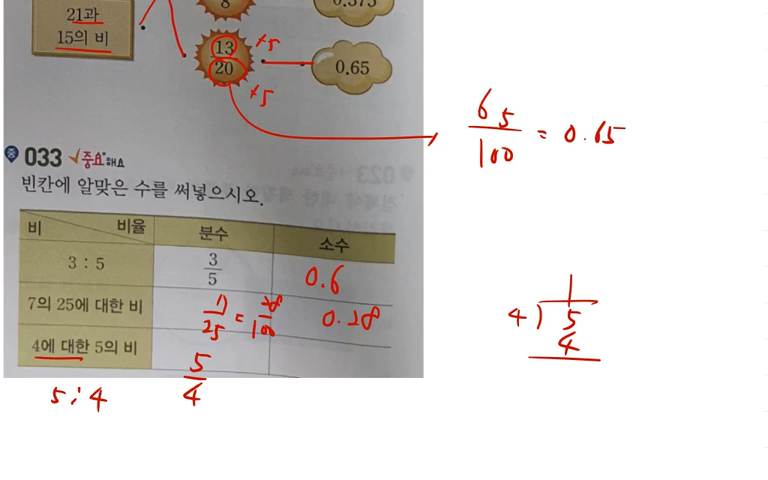 21과
15의 비
8
0.375
13
20
×5
×5
0.65
65
100
= 0.65
033 중요해요
빈칸에 알맞은 수를 써넣으시오.
비 비율 분수 소수
3 : 5 3/5 0.6
7의 25에 대한 비 7/25 = 28/100 0.28
4에 대한 5의 비 5/4
5 : 4
1
4 ) 5
4